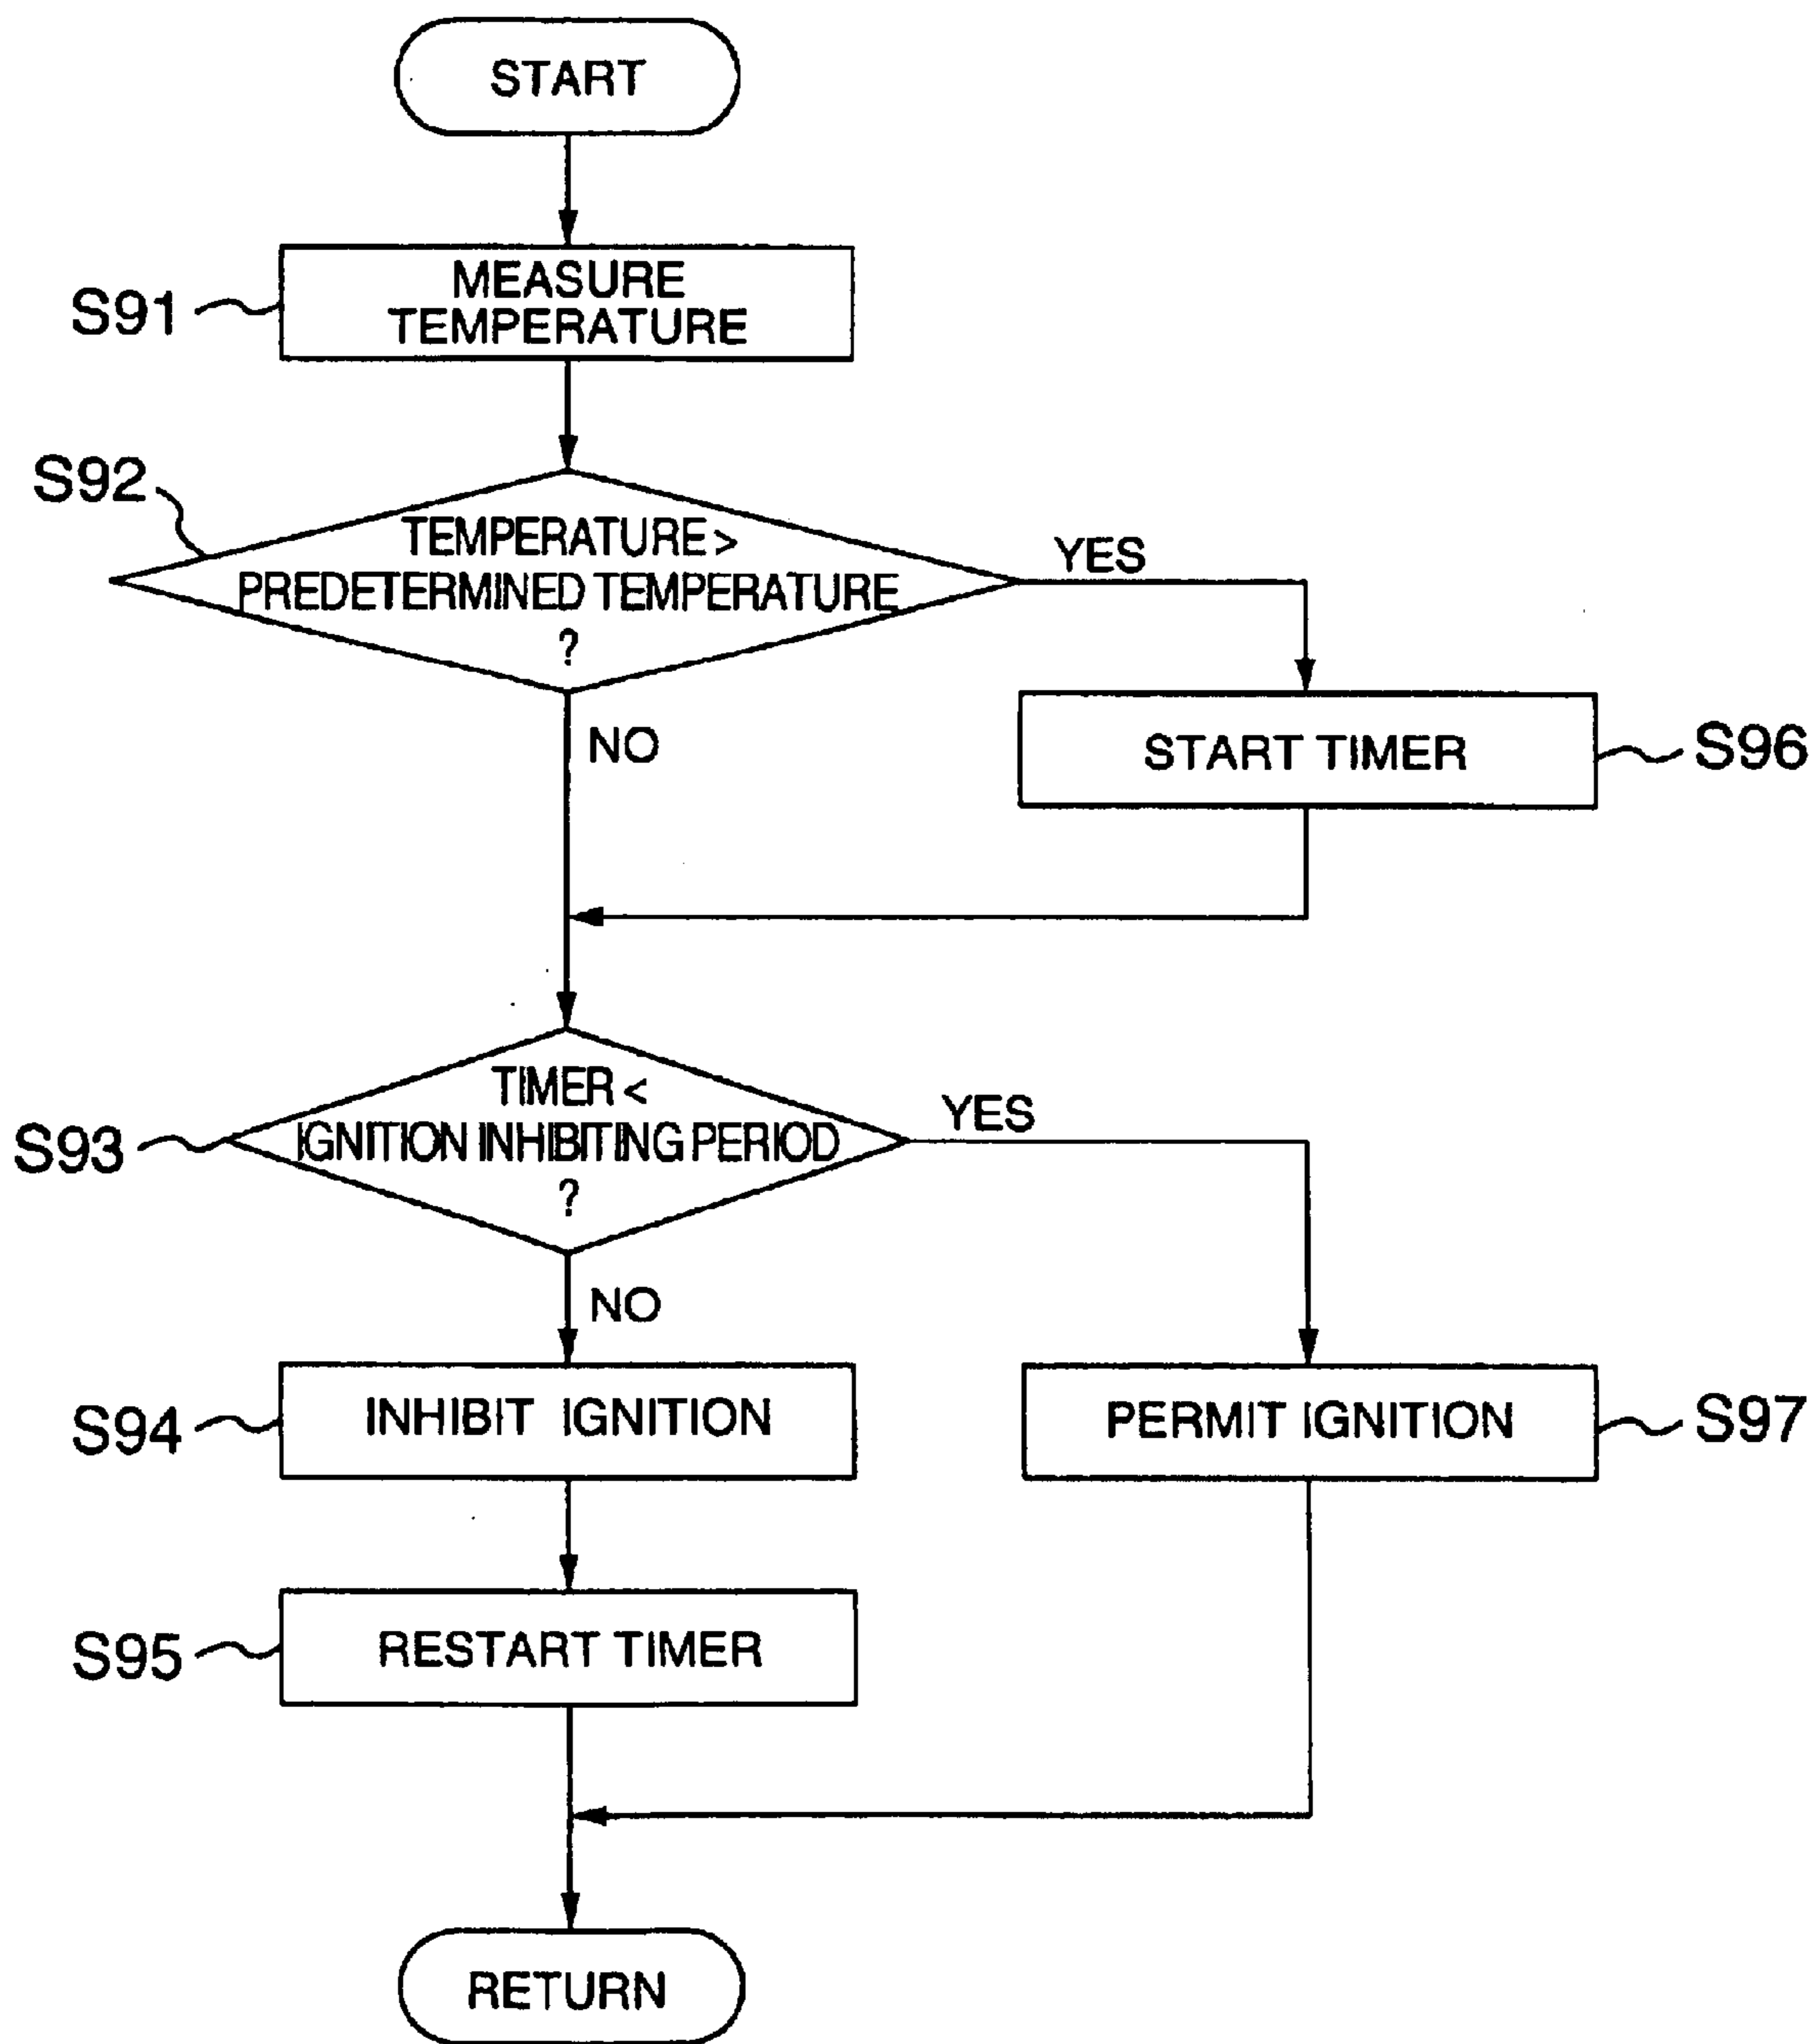 START
S91
MEASURE
TEMPERATURE
S92
TEMPERATURE >
PREDETERMINED TEMPERATURE
?
YES
NO
START TIMER
S96
S93
TIMER <
IGNITION INHIBITING PERIOD
?
YES
NO
S94
INHIBIT IGNITION
PERMIT IGNITION
S97
S95
RESTART TIMER
RETURN